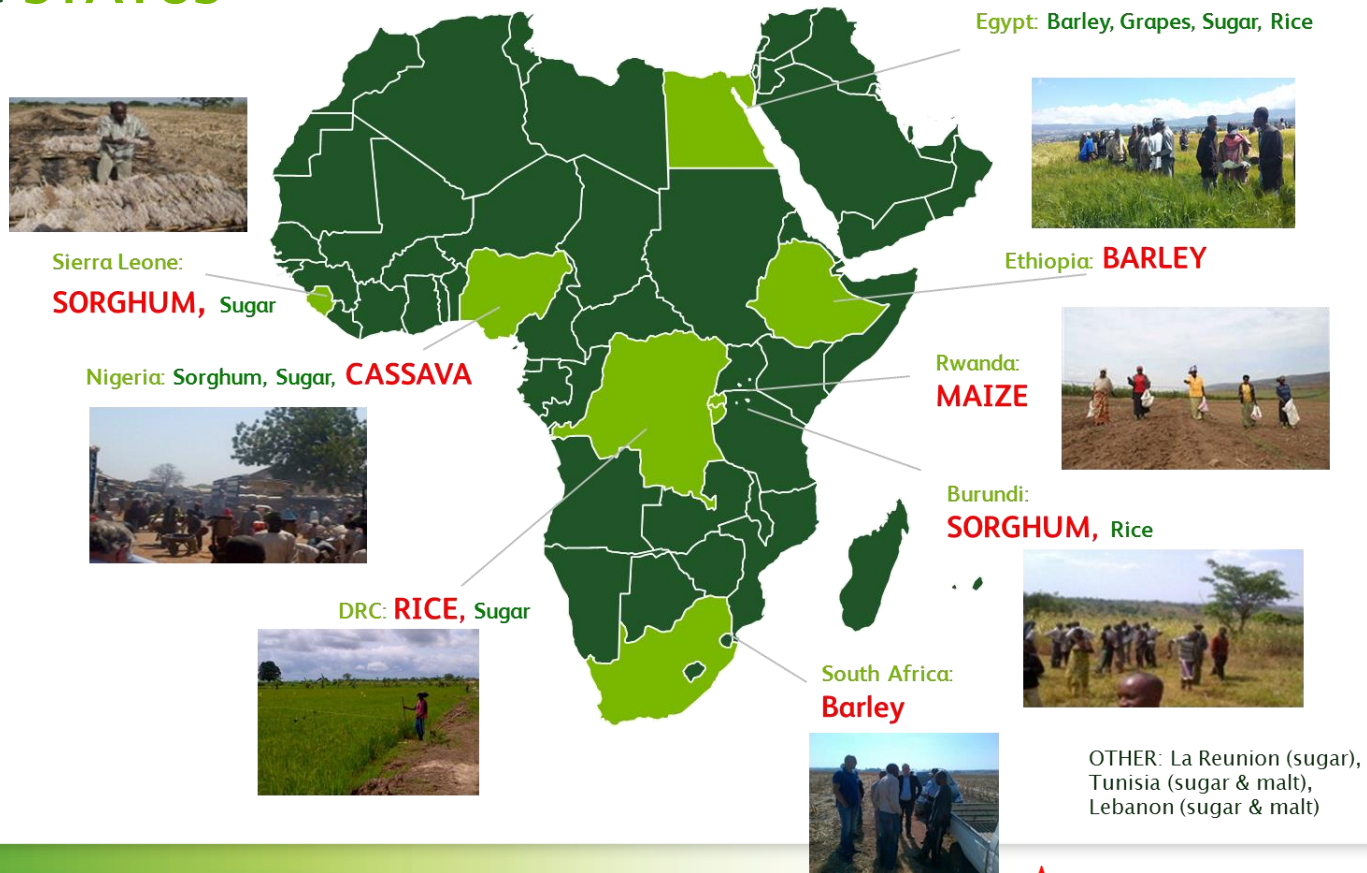 STATUS
Egypt: Barley, Grapes, Sugar, Rice
Sierra Leone:
SORGHUM, Sugar
Ethiopia: BARLEY
Nigeria: Sorghum, Sugar, CASSAVA
Rwanda:
MAIZE
Burundi:
SORGHUM, Rice
DRC: RICE, Sugar
South Africa:
Barley
OTHER: La Reunion (sugar),
Tunisia (sugar & malt),
Lebanon (sugar & malt)